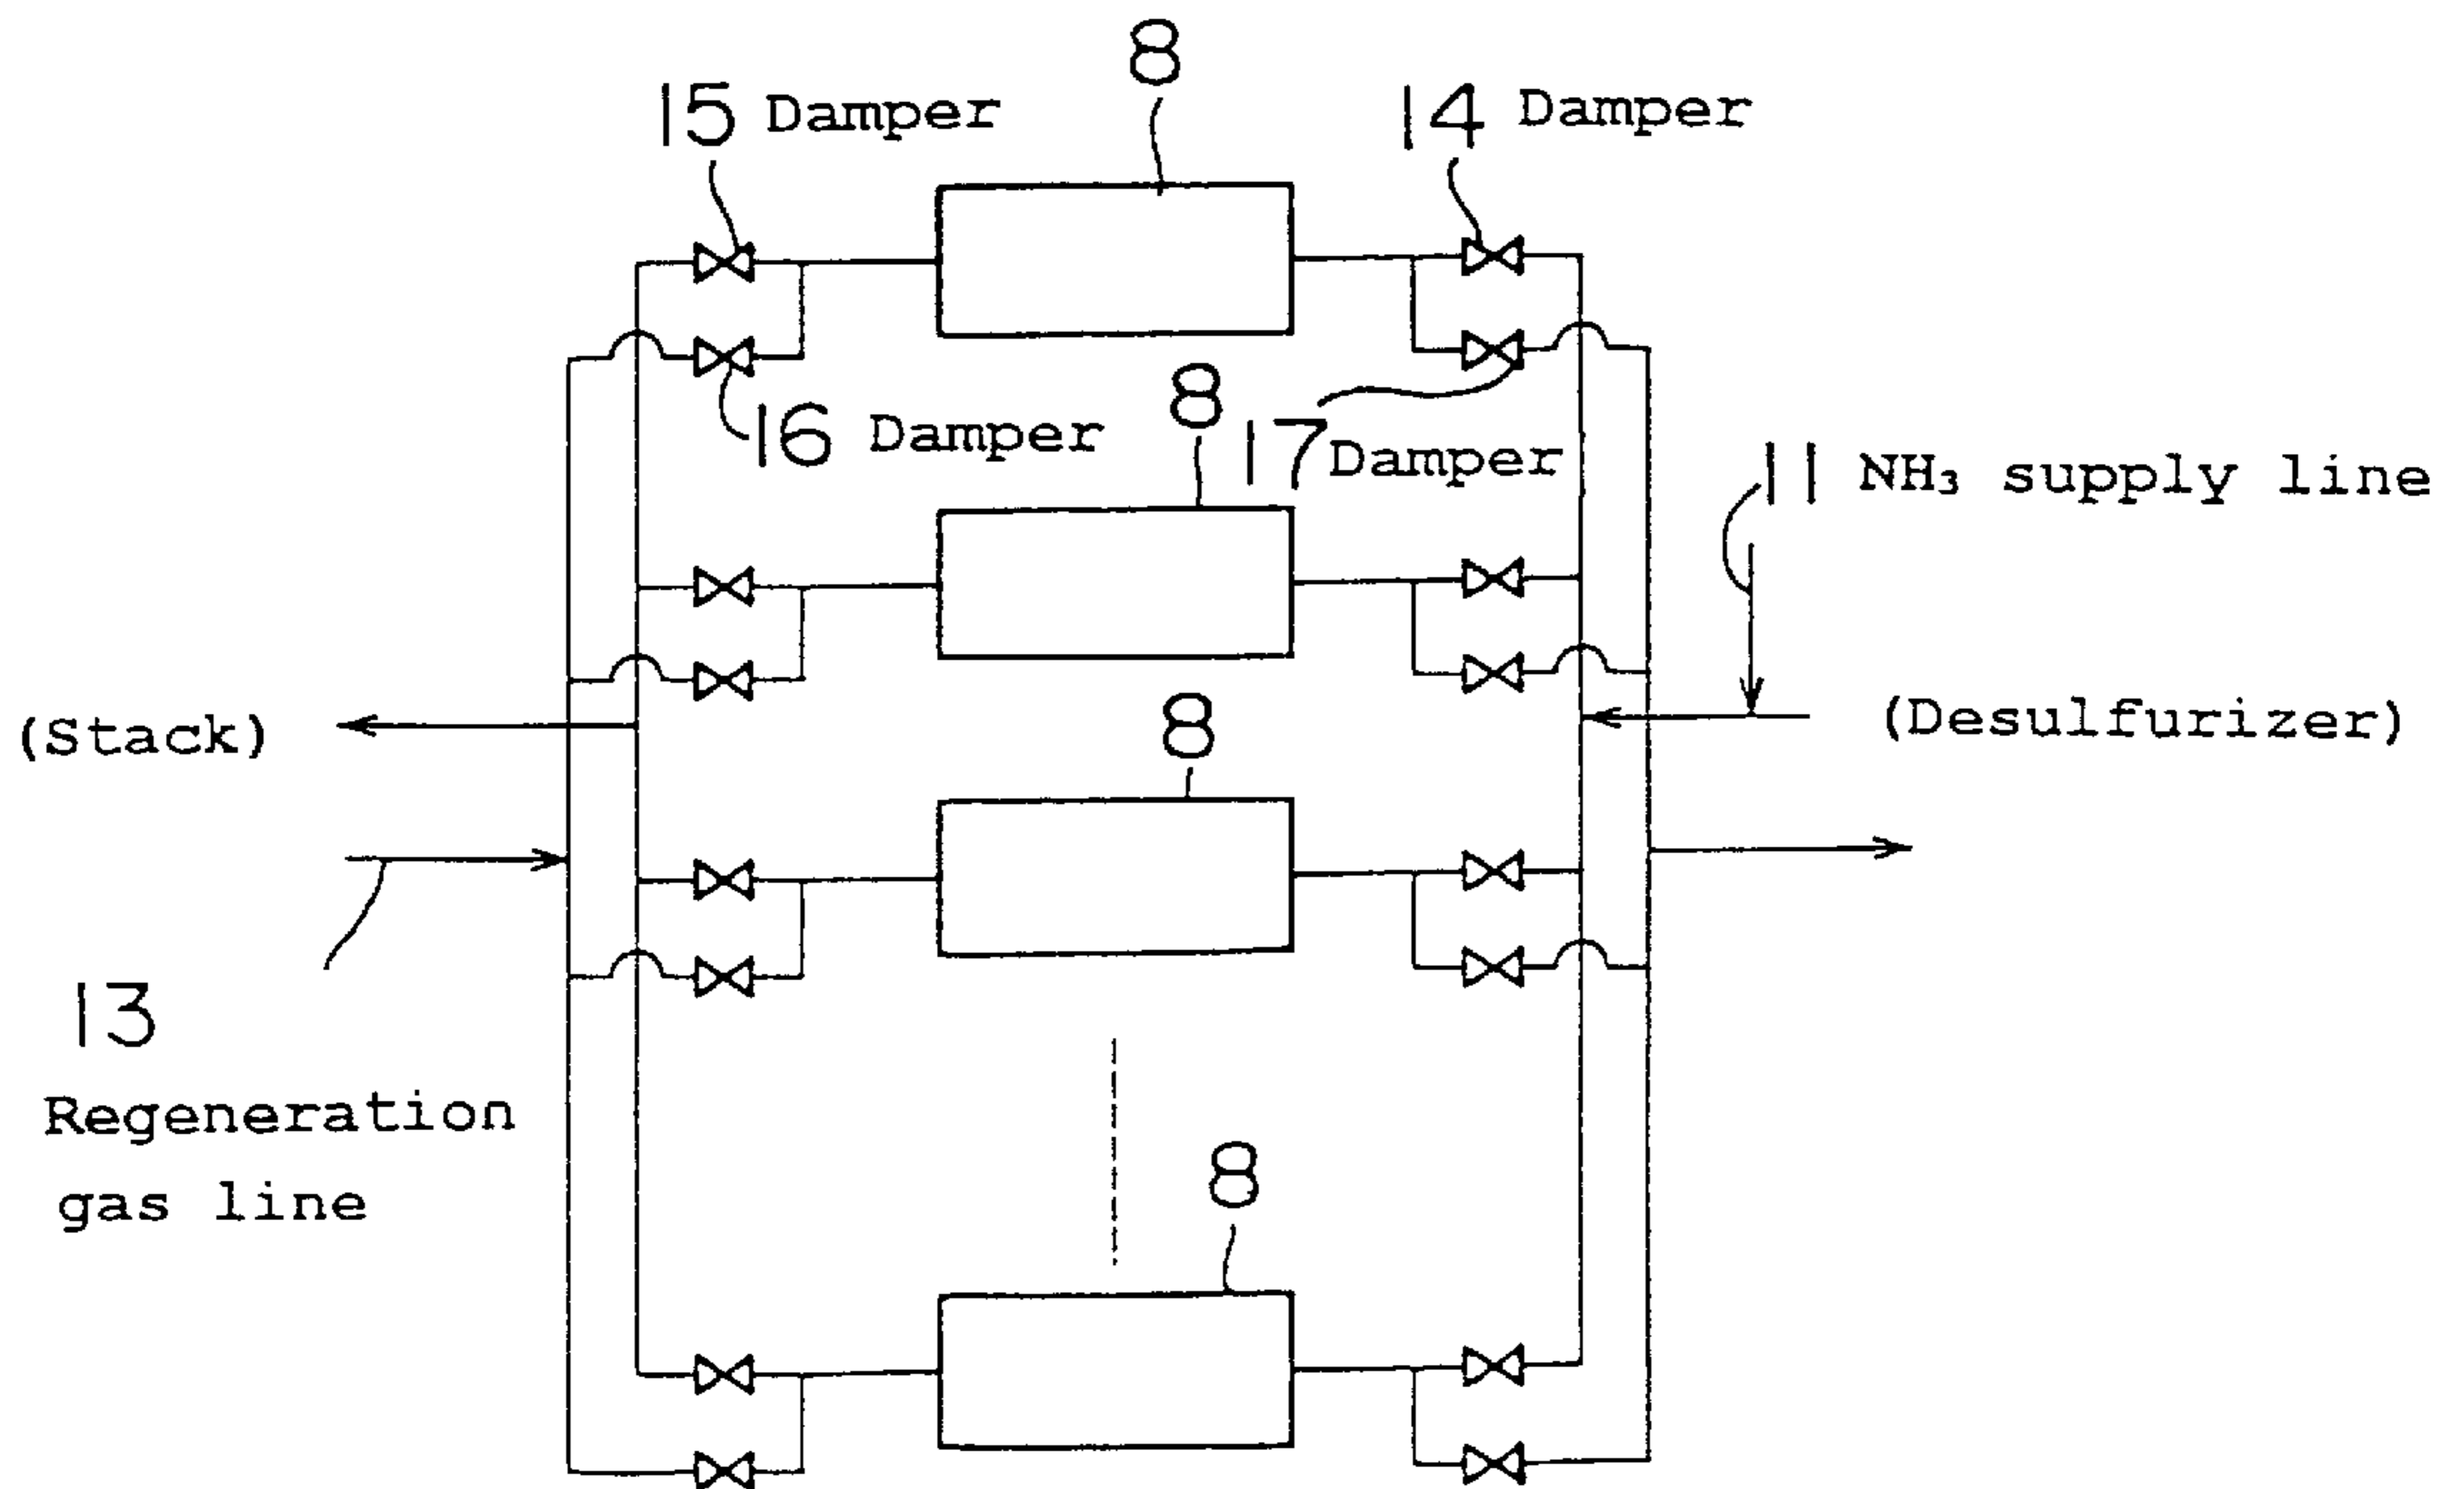 8
15 Damper
14 Damper
8
16 Damper
17 Damper
11 NH₃ supply line
(Stack)
8
(Desulfurizer)
13
Regeneration
gas line
8